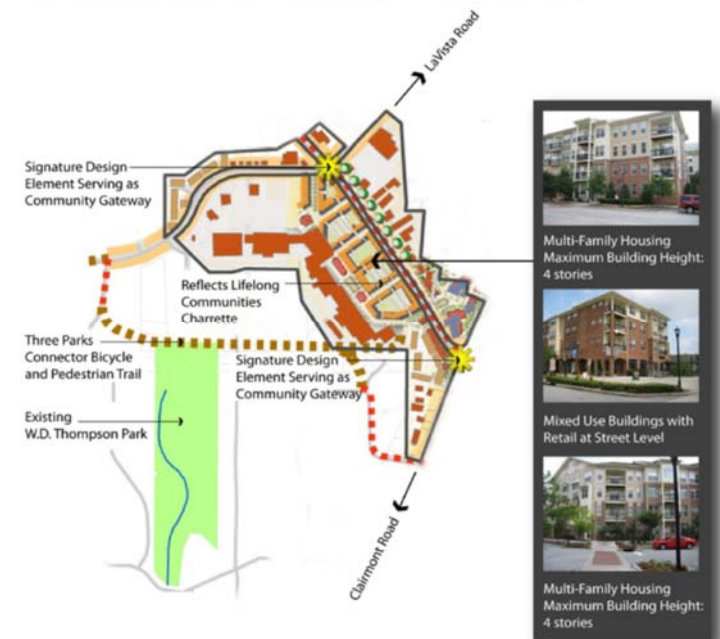 LaVista Road
Signature Design
Element Serving as
Community Gateway
Reflects Lifelong
Communities
Charrette
Three Parks
Connector Bicycle
and Pedestrian Trail
Signature Design
Element Serving as
Community Gateway
Existing
W.D. Thompson Park
Clairmont Road
Multi-Family Housing
Maximum Building Height:
4 stories
Mixed Use Buildings with
Retail at Street Level
Multi-Family Housing
Maximum Building Height:
4 stories